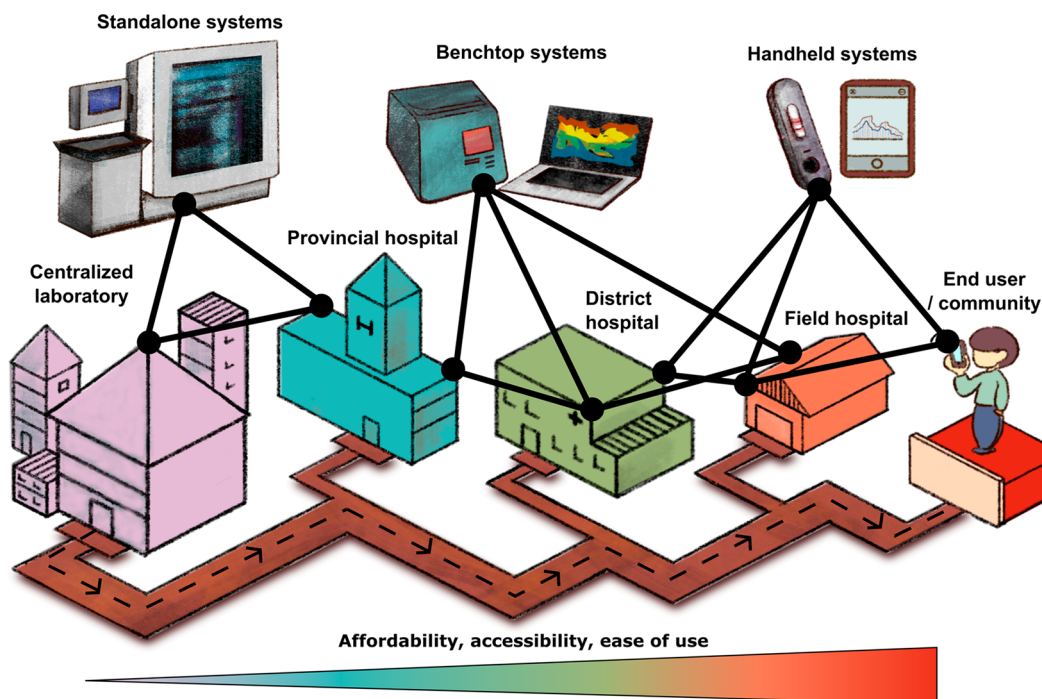 Standalone systems
Benchtop systems
Handheld systems
Provincial hospital
Centralized
laboratory
District
hospital
Field hospital
End user
/ community
H
Affordability, accessibility, ease of use